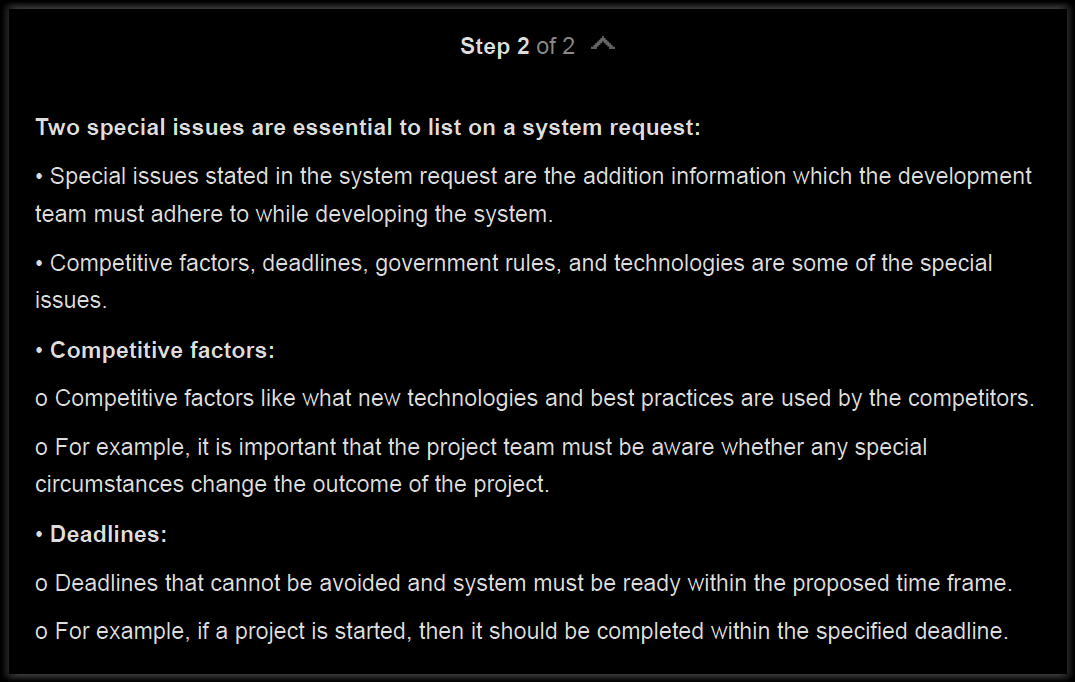 Step 2 of 2
Two special issues are essential to list on a system request:
• Special issues stated in the system request are the addition information which the development
team must adhere to while developing the system.
• Competitive factors, deadlines, government rules, and technologies are some of the special
issues.
• Competitive factors:
o Competitive factors like what new technologies and best practices are used by the competitors.
o For example, it is important that the project team must be aware whether any special
circumstances change the outcome of the project.
• Deadlines:
o Deadlines that cannot be avoided and system must be ready within the proposed time frame.
o For example, if a project is started, then it should be completed within the specified deadline.